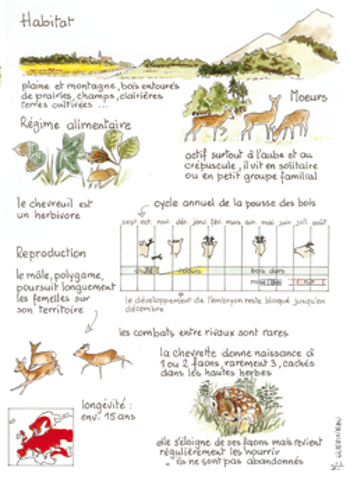 Habitat
plaine et montagne, bois entourés
de prairies, champs, clairières
terres cultivées ...
Moeurs
Régime alimentaire
actif surtout à l'aube et au
crépuscule, il vit en solitaire
ou en petit groupe familial
le chevreuil est
un herbivore
cycle annuel de la pousse des bois
sept oct. nov. déc. janv. fév. mars avr. mai juin juil. août
Reproduction
chute
velours
bois durs
rut
le mâle, polygame,
poursuit longuement
les femelles sur
son territoire
le développement de l'embryon reste bloqué jusqu'en
décembre
les combats entre rivaux sont rares
la chevrette donne naissance à
1 ou 2 faons, rarement 3, cachés
dans les hautes herbes
longévité :
env. 15 ans
elle s'éloigne de ses faons mais revient
régulièrement les nourrir
ils ne sont pas abandonnés